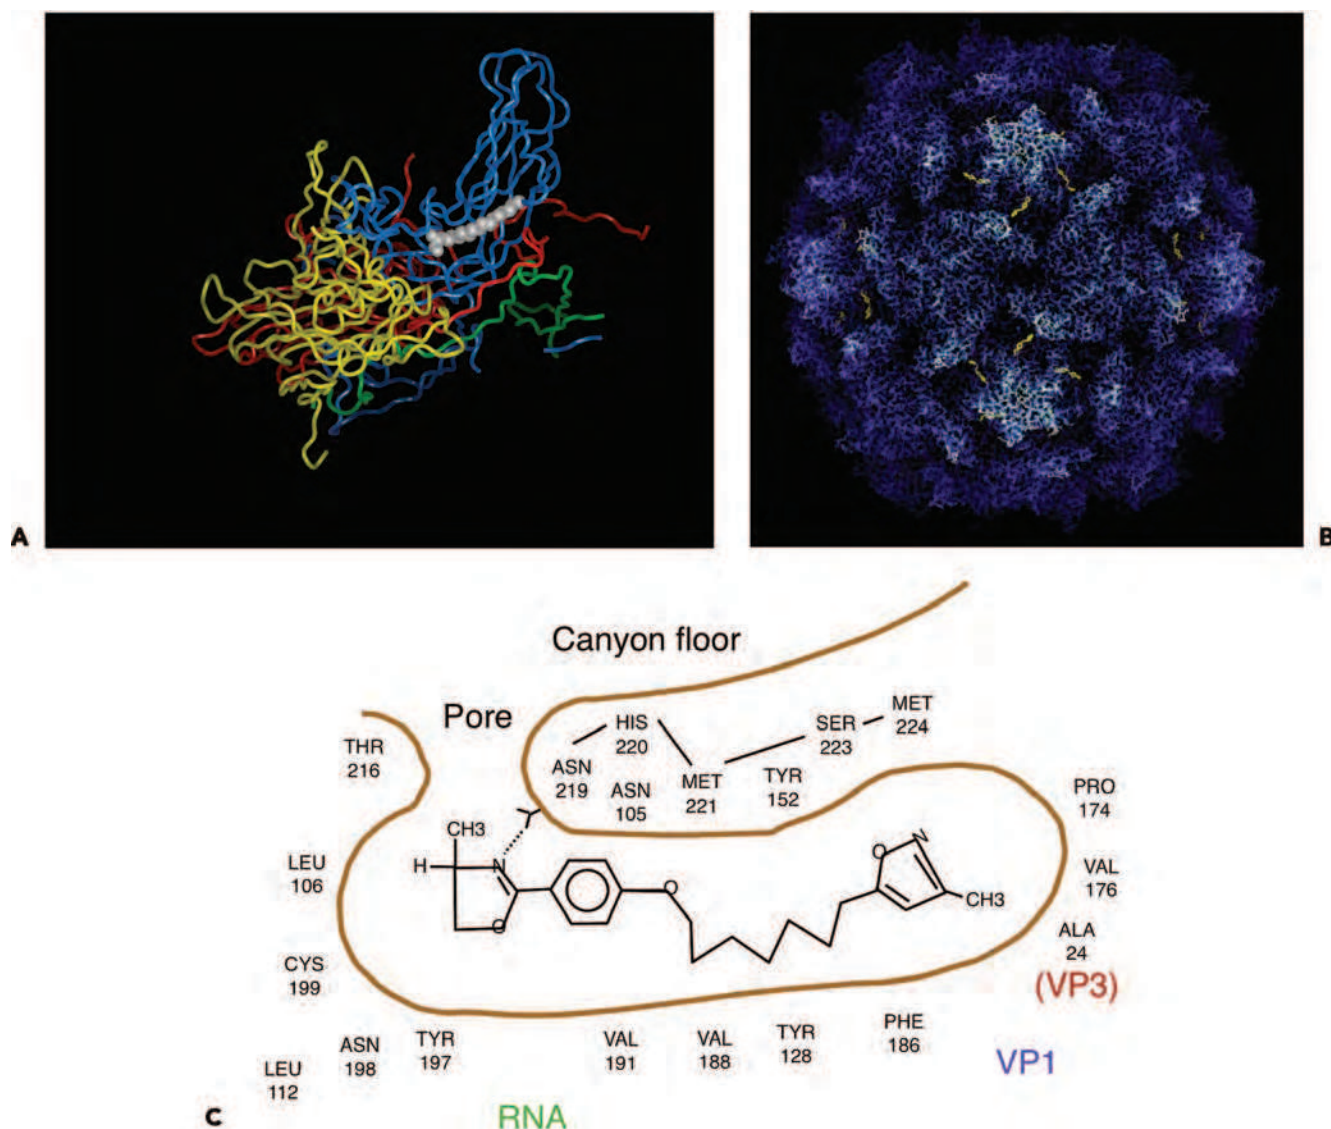 A
B
Canyon floor
Pore
THR
216
HIS
220
SER
223
MET
224
ASN
219
ASN
105
MET
221
TYR
152
PRO
174
CH3
H
N
O
O
O
N
CH3
LEU
106
VAL
176
ALA
24
(VP3)
CYS
199
ASN
198
TYR
197
VAL
191
VAL
188
TYR
128
PHE
186
VP1
LEU
112
C
RNA